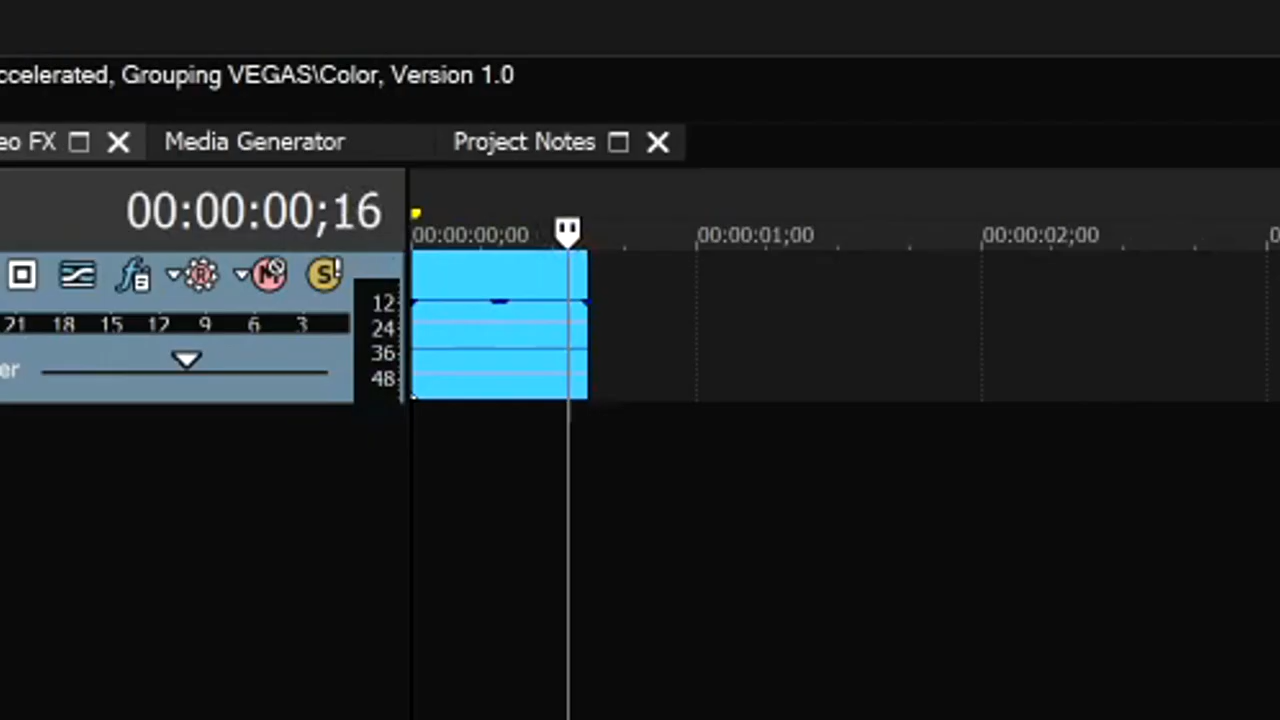 ccelerated, Grouping VEGAS\Color, Version 1.0
eo FX Media Generator Project Notes
00:00:00;16
00:00:00;00 00:00:01;00 00:00:02;00 0
M S!
21 18 15 12 9 6 3
er
12
24
36
48